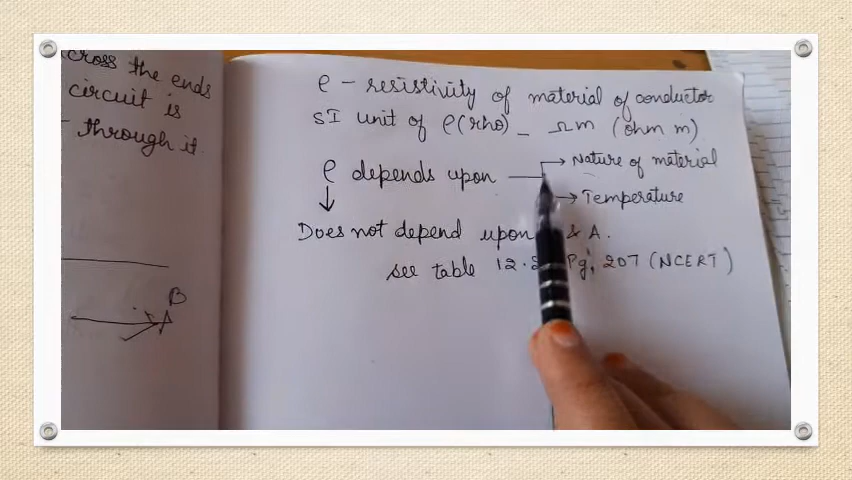 across the ends
circuit is
through it.
ρ - resistivity of material of conductor
SI unit of ρ(rho) - Ωm (ohm m)
ρ depends upon → Nature of material
→ Temperature
↓
Does not depend upon & A.
see table 12. Pg. 207 (NCERT)
B
A